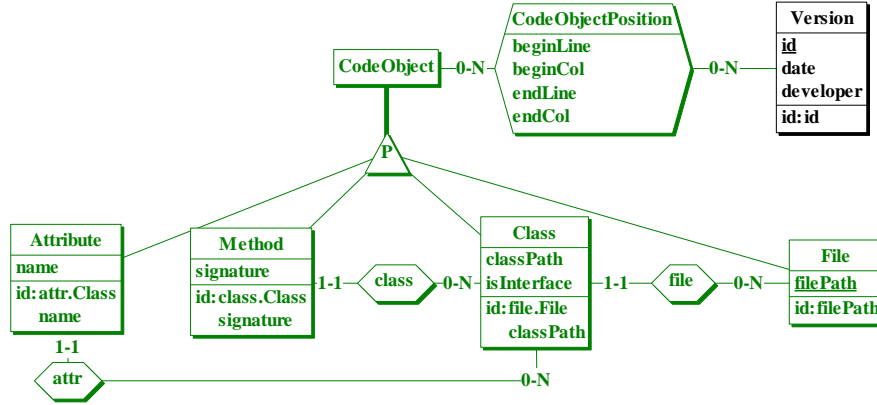 CodeObject
0-N
CodeObjectPosition
beginLine
beginCol
endLine
endCol
0-N
Version
id
date
developer
id:id
P
Attribute
name
id:attr.Class
name
Method
signature
id:class.Class
signature
1-1
class
0-N
Class
classPath
isInterface
id:file.File
classPath
1-1
file
0-N
File
filePath
id:filePath
1-1
attr
0-N
0-N